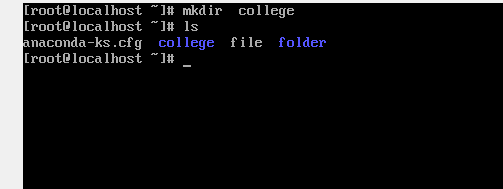 [root@localhost ~]# mkdir  college
[root@localhost ~]# ls
anaconda-ks.cfg  college  file  folder
[root@localhost ~]# _